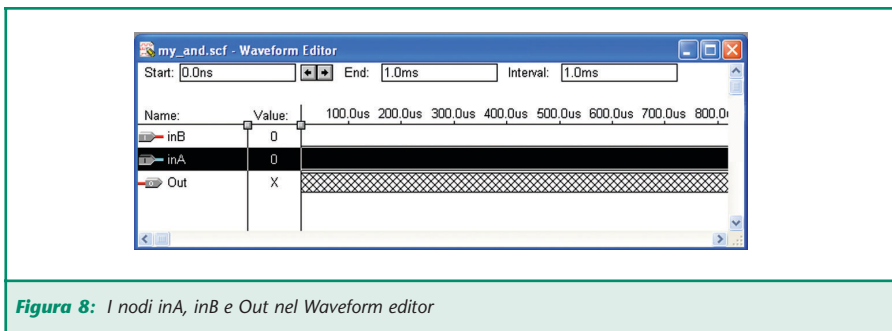 my_and.scf - Waveform Editor
Start: 0.0ns End: 1.0ms Interval: 1.0ms
Name: Value: 100.0us 200.0us 300.0us 400.0us 500.0us 600.0us 700.0us 800.0
inB 0
inA 0
Out X
Figura 8: I nodi inA, inB e Out nel Waveform editor